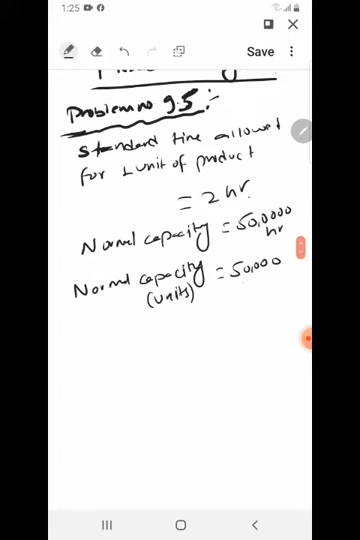 1:25
Save
Problem no 9.5 :-
Standard time allowed
for 1 unit of product
= 2 hr.
Normal capacity = 50,0000
hr
Normal capacity = 50,000
(units)